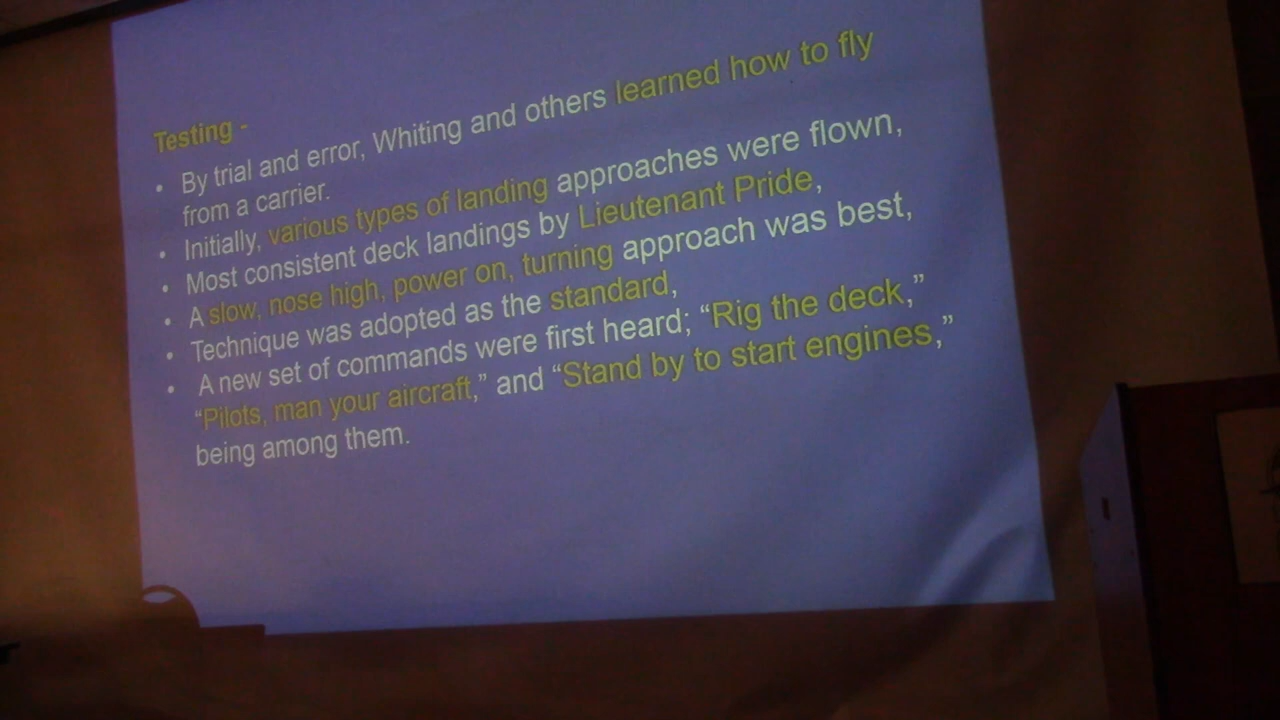 Testing -
• By trial and error, Whiting and others learned how to fly
from a carrier.
• Initially, various types of landing approaches were flown,
• Most consistent deck landings by Lieutenant Pride,
• A slow, nose high, power on, turning approach was best,
• Technique was adopted as the standard,
• A new set of commands were first heard; “Rig the deck,”
“Pilots, man your aircraft,” and “Stand by to start engines,”
being among them.